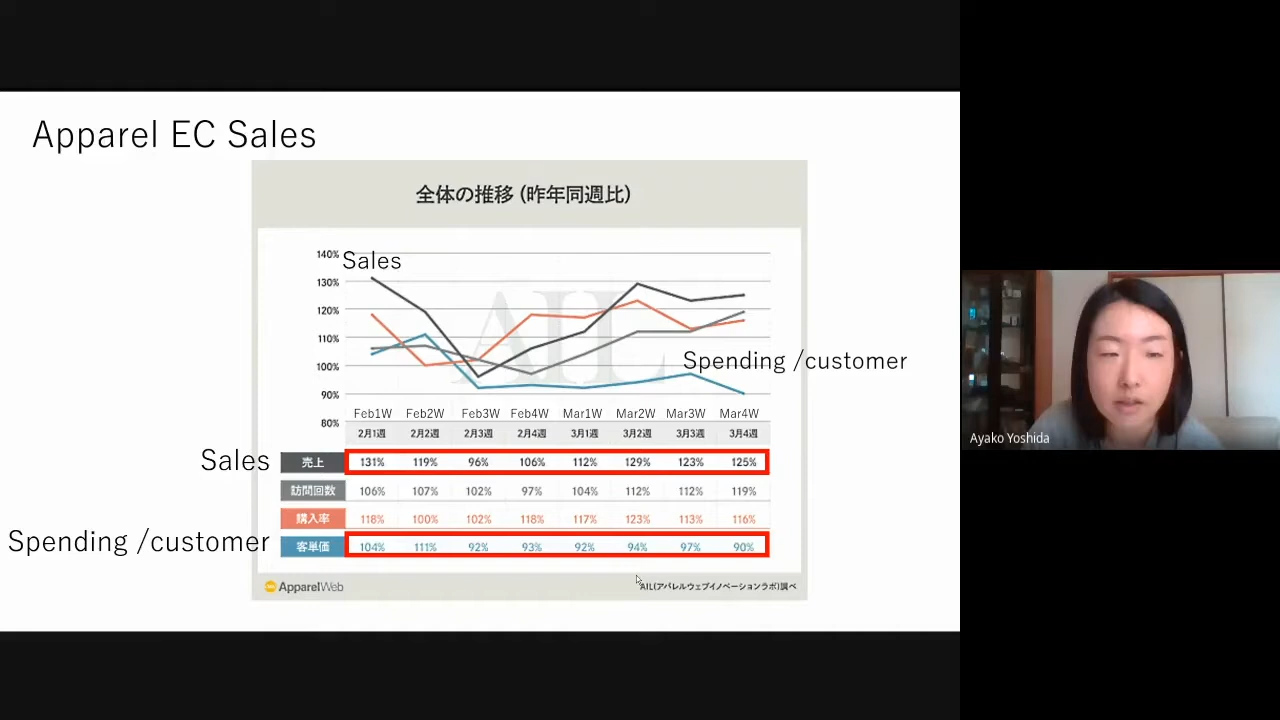 Apparel EC Sales
全体の推移 (昨年同週比)
AIL
140%
130%
120%
110%
100%
90%
80%
Sales
Spending /customer
Feb1W Feb2W Feb3W Feb4W Mar1W Mar2W Mar3W Mar4W
2月1週 2月2週 2月3週 2月4週 3月1週 3月2週 3月3週 3月4週
Sales 売上 131% 119% 96% 106% 112% 129% 123% 125%
訪問回数 106% 107% 102% 97% 104% 112% 112% 119%
購入率 118% 100% 102% 118% 117% 123% 113% 116%
Spending /customer 客単価 104% 111% 92% 93% 92% 94% 97% 90%
ApparelWeb
AIL(アパレルウェブイノベーションラボ)調べ
Ayako Yoshida